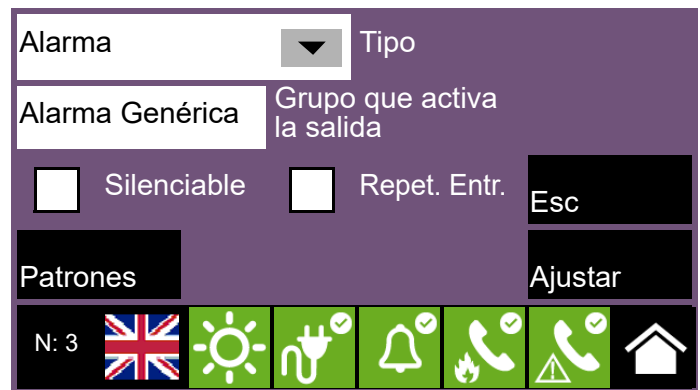 Alarma
Tipo
Alarma Genérica
Grupo que activa
la salida
Silenciable
Repet. Entr.
Esc
Patrones
Ajustar
N: 3